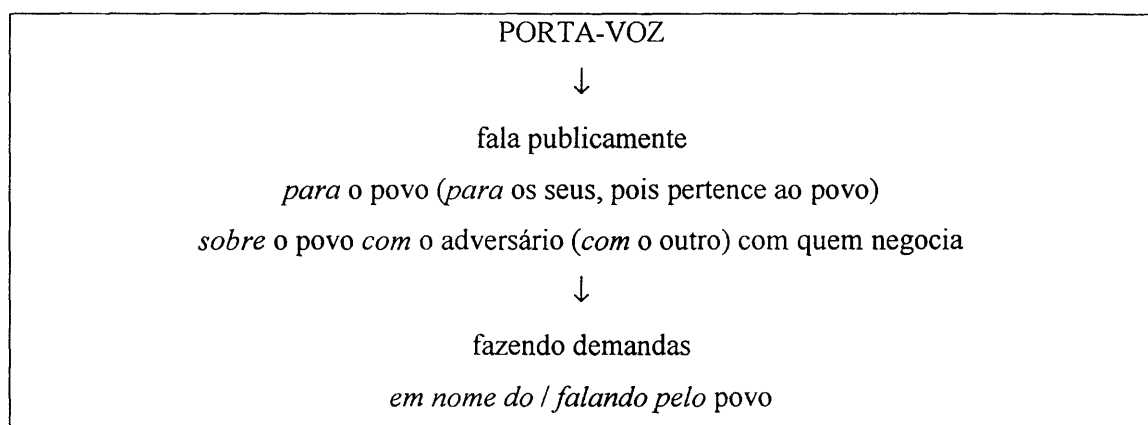 PORTA-VOZ
↓
fala publicamente
para o povo (para os seus, pois pertence ao povo)
sobre o povo com o adversário (com o outro) com quem negocia
↓
fazendo demandas
em nome do / falando pelo povo